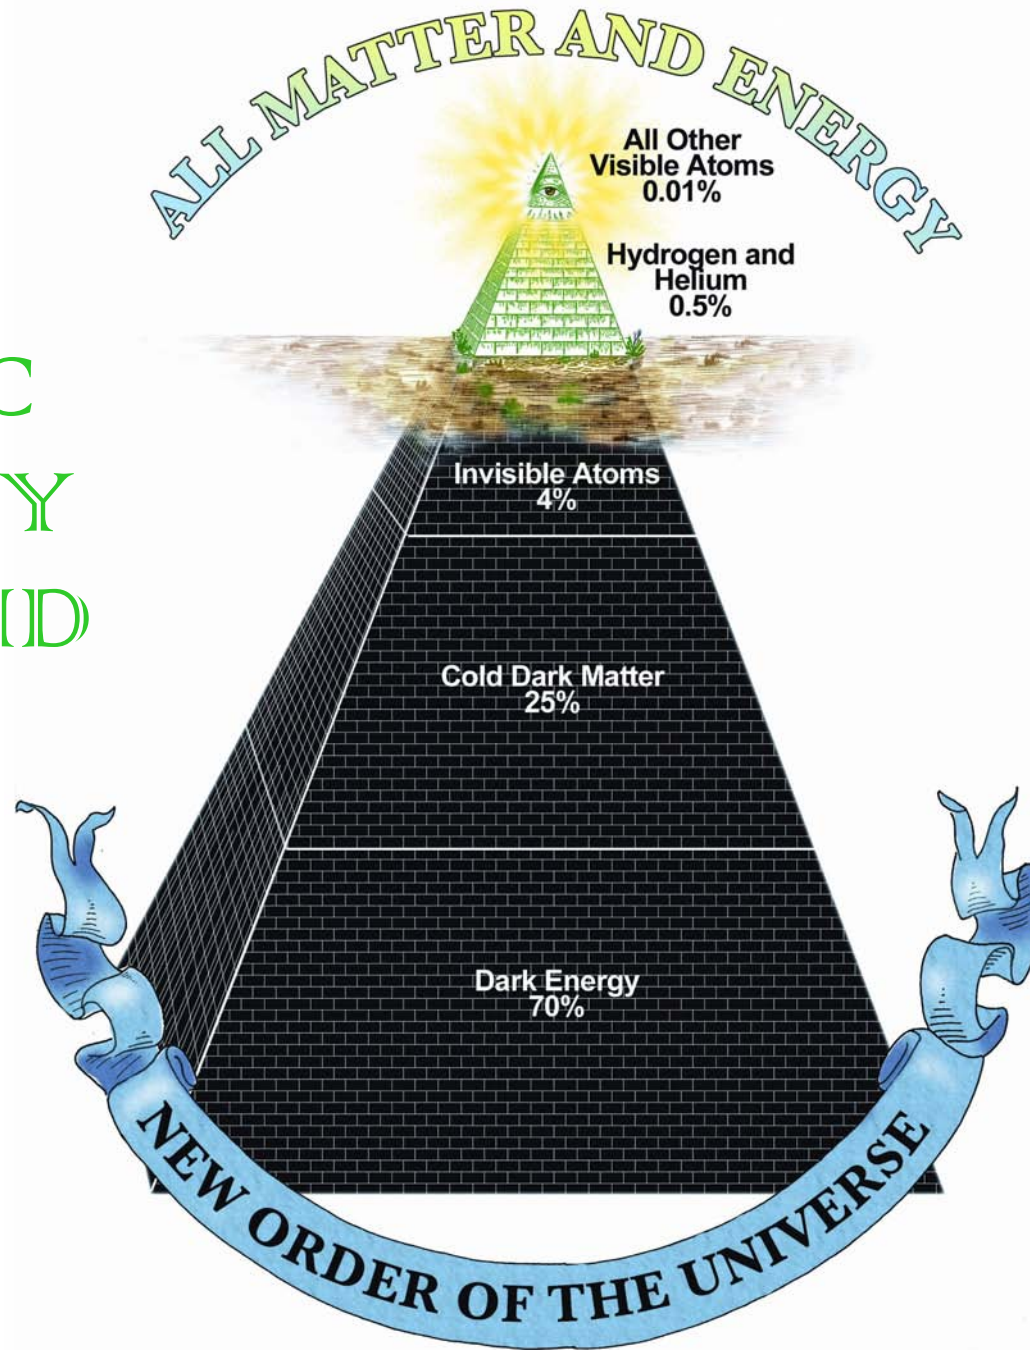 ALL MATTER AND ENERGY
All Other
Visible Atoms
0.01%
Hydrogen and
Helium
0.5%
C
Y
ID
Invisible Atoms
4%
Cold Dark Matter
25%
Dark Energy
70%
NEW ORDER OF THE UNIVERSE